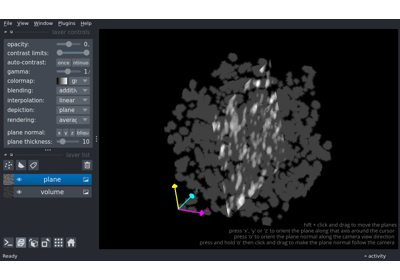 File View Window Plugins Help
layer controls
opacity: 0.
contrast limits:
auto-contrast: once
gamma: 1.
colormap: gr
blending: additi
interpolation: linear
depiction: plane
rendering: averag
plane normal: x y z
plane thickness: 10
layer list
plane
volume
shift + click and drag to move the plane
press 'x', 'y' or 'z' to orient the plane along that axis around the cursor
press 'o' to orient the plane normal along the camera view direction
press and hold 'o' then click and drag to make the plane normal follow the camera
Ready
activity